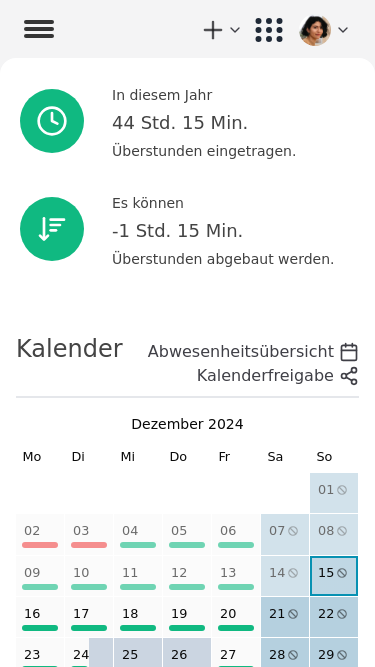 In diesem Jahr
44 Std. 15 Min.
Überstunden eingetragen.
Es können
-1 Std. 15 Min.
Überstunden abgebaut werden.
Kalender
Abwesenheitsübersicht
Kalenderfreigabe
Dezember 2024
Mo Di Mi Do Fr Sa So
01
02 03 04 05 06 07 08
09 10 11 12 13 14 15
16 17 18 19 20 21 22
23 24 25 26 27 28 29